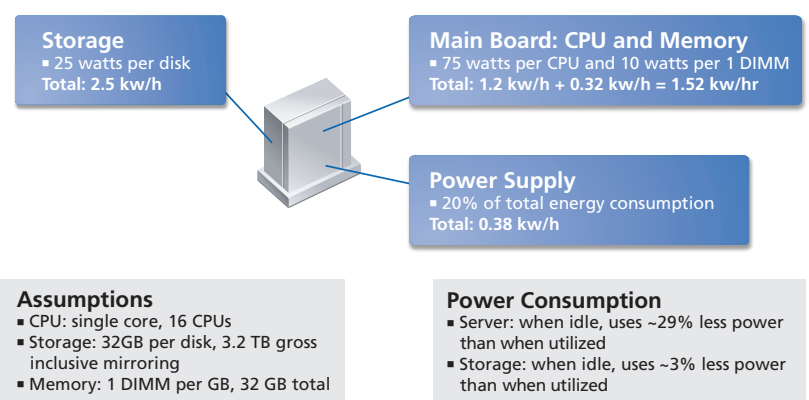 Storage
▪ 25 watts per disk
Total: 2.5 kw/h
Main Board: CPU and Memory
▪ 75 watts per CPU and 10 watts per 1 DIMM
Total: 1.2 kw/h + 0.32 kw/h = 1.52 kw/hr
Power Supply
▪ 20% of total energy consumption
Total: 0.38 kw/h
Assumptions
▪ CPU: single core, 16 CPUs
▪ Storage: 32GB per disk, 3.2 TB gross
inclusive mirroring
▪ Memory: 1 DIMM per GB, 32 GB total
Power Consumption
▪ Server: when idle, uses ~29% less power
than when utilized
▪ Storage: when idle, uses ~3% less power
than when utilized